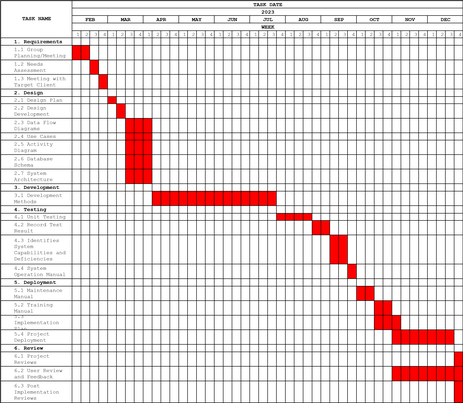 TASK NAME
TASK DATE
2023
FEB MAR APR MAY JUN JUL AUG SEP OCT NOV DEC
WEEK
1 2 3 4 1 2 3 4 1 2 3 4 1 2 3 4 1 2 3 4 1 2 3 4 1 2 3 4 1 2 3 4 1 2 3 4 1 2 3 4 1 2 3 4
1. Requirements
1.1 Group
Planning/Meeting
1.2 Needs
Assessment
1.3 Meeting with
Target Client
2. Design
2.1 Design Plan
2.2 Design
Development
2.3 Data Flow
Diagrams
2.4 Use Cases
2.5 Activity
Diagram
2.6 Database
Schema
2.7 System
Architecture
3. Development
3.1 Development
Methods
4. Testing
4.1 Unit Testing
4.2 Record Test
Result
4.3 Identifies
System
Capabilities and
Deficiencies
4.4 System
Operation Manual
5. Deployment
5.1 Maintenance
Manual
5.2 Training
Manual
5.3
Implementation
5.4 Project
Deployment
6. Review
6.1 Project
Reviews
6.2 User Review
and Feedback
6.3 Post
Implementation
Reviews